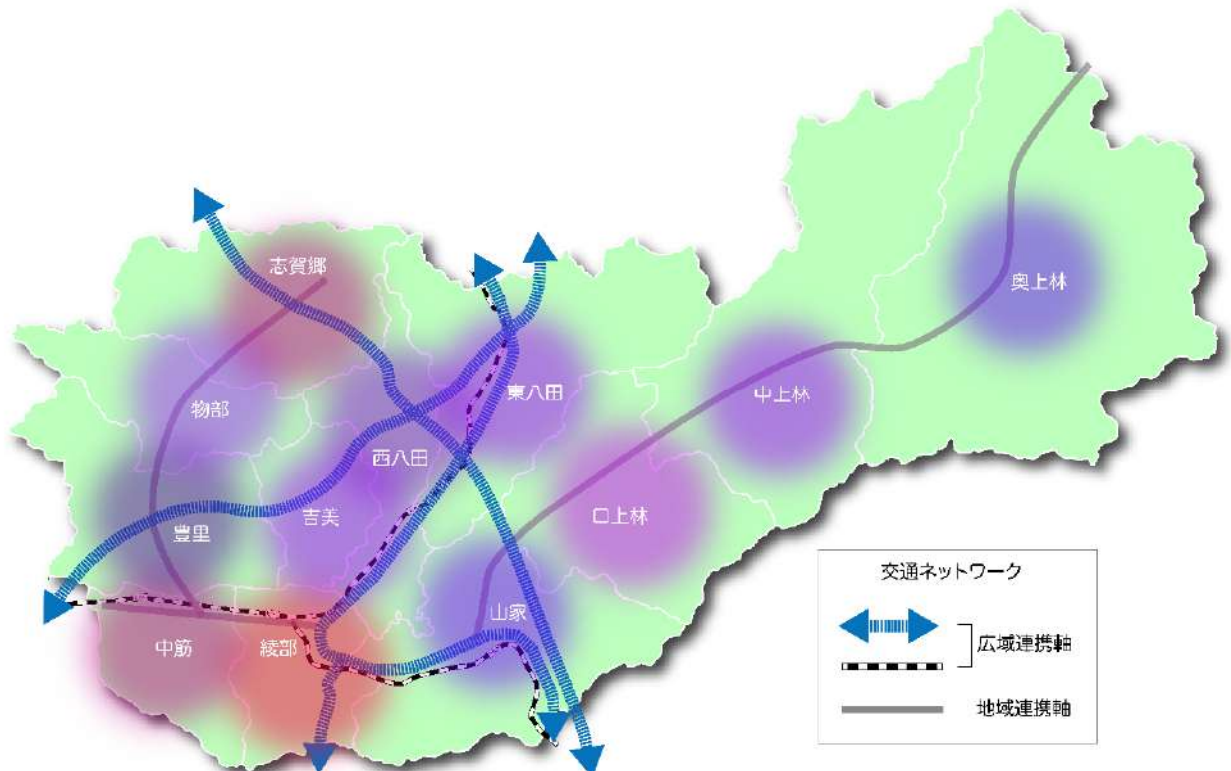 志賀郷
奥上林
物部
東八田
中上林
西八田
豊里
吉美
口上林
山家
中筋
綾部
交通ネットワーク
広域連携軸
地域連携軸